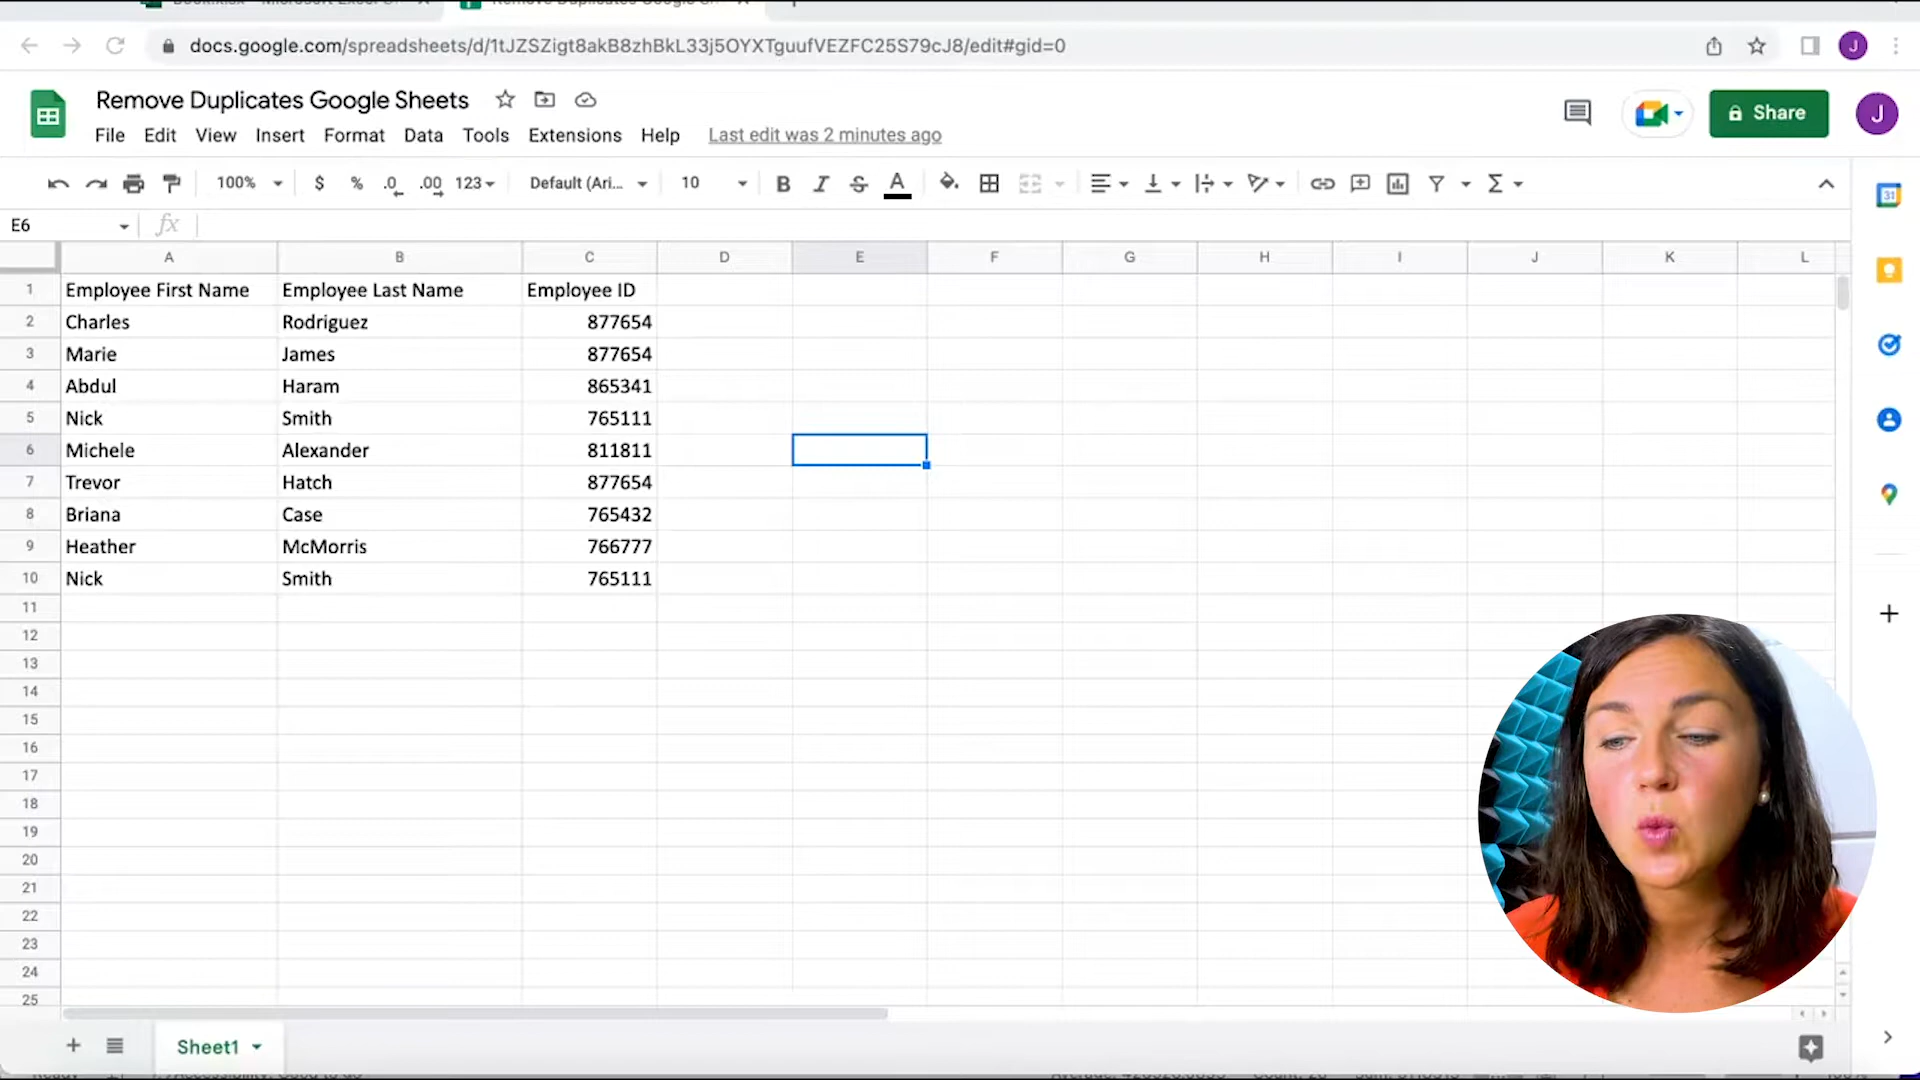 docs.google.com/spreadsheets/d/1tJZSZigt8akB8zhBkL33j5OYXTguufVEZFC25S79cJ8/edit#gid=0
J
Remove Duplicates Google Sheets
File Edit View Insert Format Data Tools Extensions Help Last edit was 2 minutes ago
Share
J
100% $ % .0 .00 123 Default (Ari... 10 B I S A Σ
31
E6 fx
A B C D E F G H I J K L
1 Employee First Name Employee Last Name Employee ID
2 Charles Rodriguez 877654
3 Marie James 877654
4 Abdul Haram 865341
5 Nick Smith 765111
6 Michele Alexander 811811
7 Trevor Hatch 877654
8 Briana Case 765432
9 Heather McMorris 766777
10 Nick Smith 765111
11
12
13
14
15
16
17
18
19
20
21
22
23
24
25
Sheet1